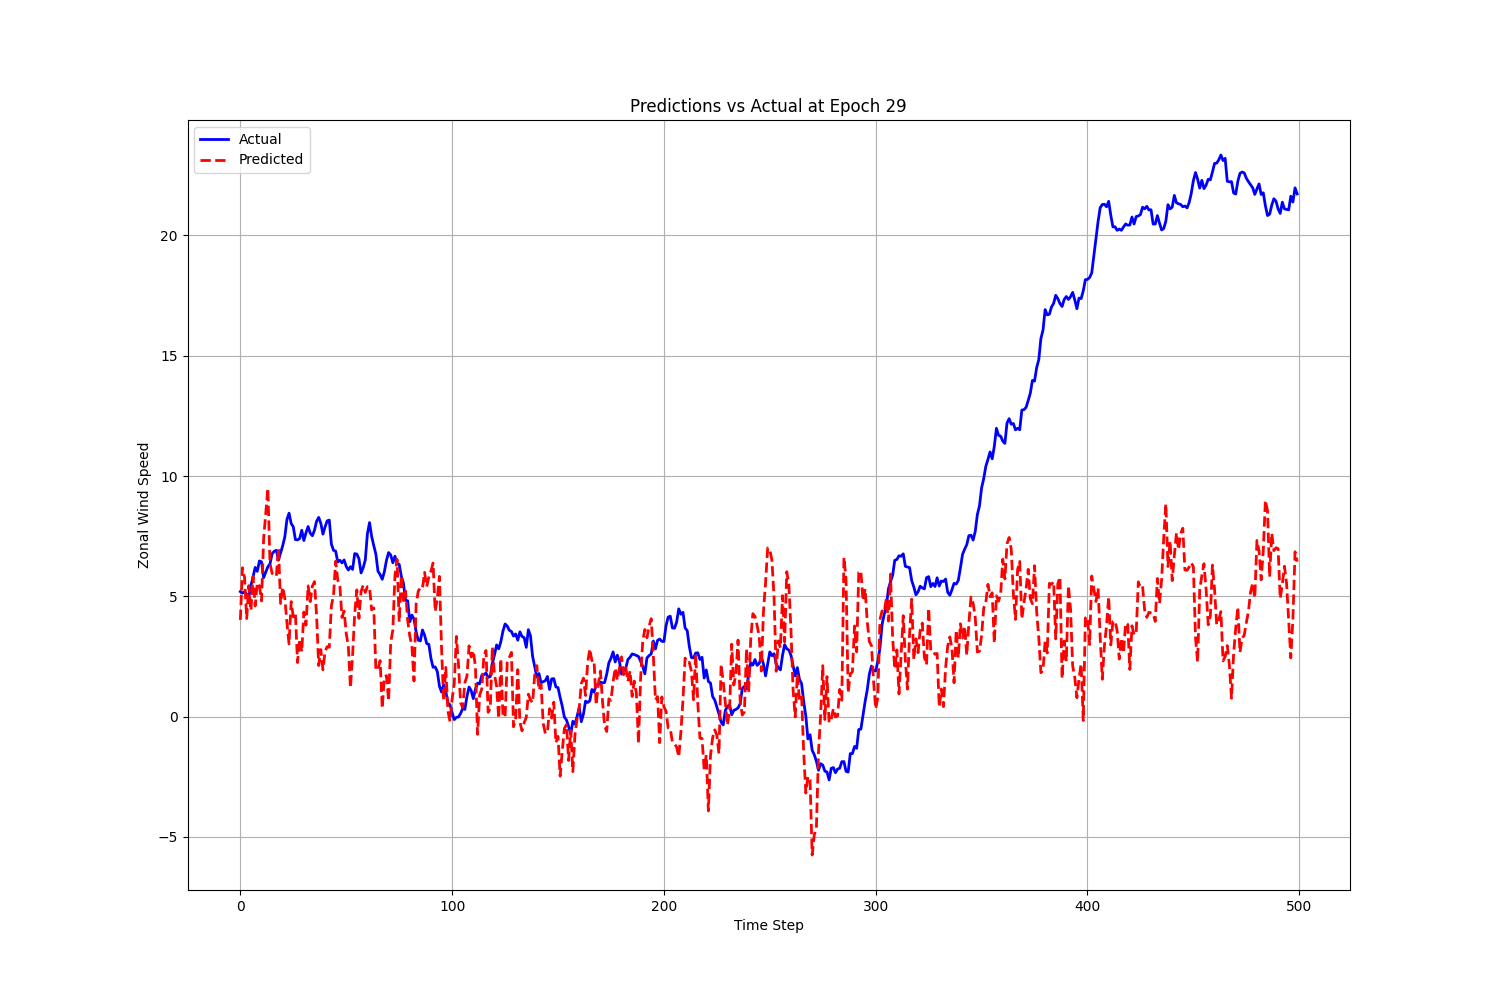 Predictions vs Actual at Epoch 29
Actual
Predicted
Zonal Wind Speed
20
15
10
5
0
−5
0 100 200 300 400 500
Time Step